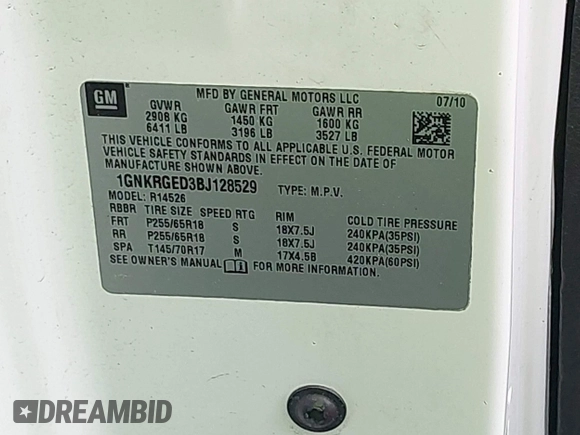 GM
MFD BY GENERAL MOTORS LLC 07/10
GVWR GAWR FRT GAWR RR
2908 KG 1450 KG 1600 KG
6411 LB 3196 LB 3527 LB
THIS VEHICLE CONFORMS TO ALL APPLICABLE U.S. FEDERAL MOTOR
VEHICLE SAFETY STANDARDS IN EFFECT ON THE DATE OF
MANUFACTURE SHOWN ABOVE.
1GNKRGED3BJ128529 TYPE: M.P.V.
MODEL: R14526
RBBR TIRE SIZE SPEED RTG RIM COLD TIRE PRESSURE
FRT P255/65R18 S 18X7.5J 240KPA(35PSI)
RR P255/65R18 S 18X7.5J 240KPA(35PSI)
SPA T145/70R17 M 17X4.5B 420KPA(60PSI)
SEE OWNER'S MANUAL FOR MORE INFORMATION.
DREAMBID